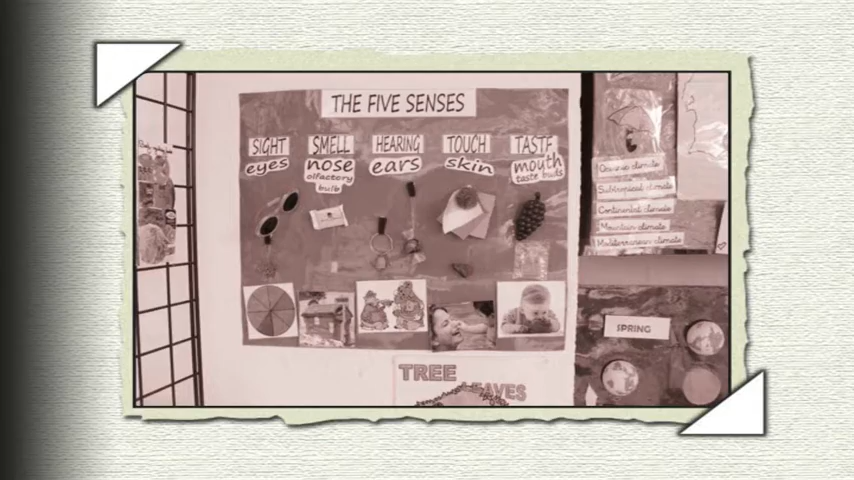 THE FIVE SENSES
SIGHT
eyes
SMELL
nose
olfactory
bulb
HEARING
ears
TOUCH
skin
TASTE
mouth
taste buds
Oceanic climate
Subtropical climate
Continental climate
Mountain climate
Mediterranean climate
SPRING
TREE
LEAVES